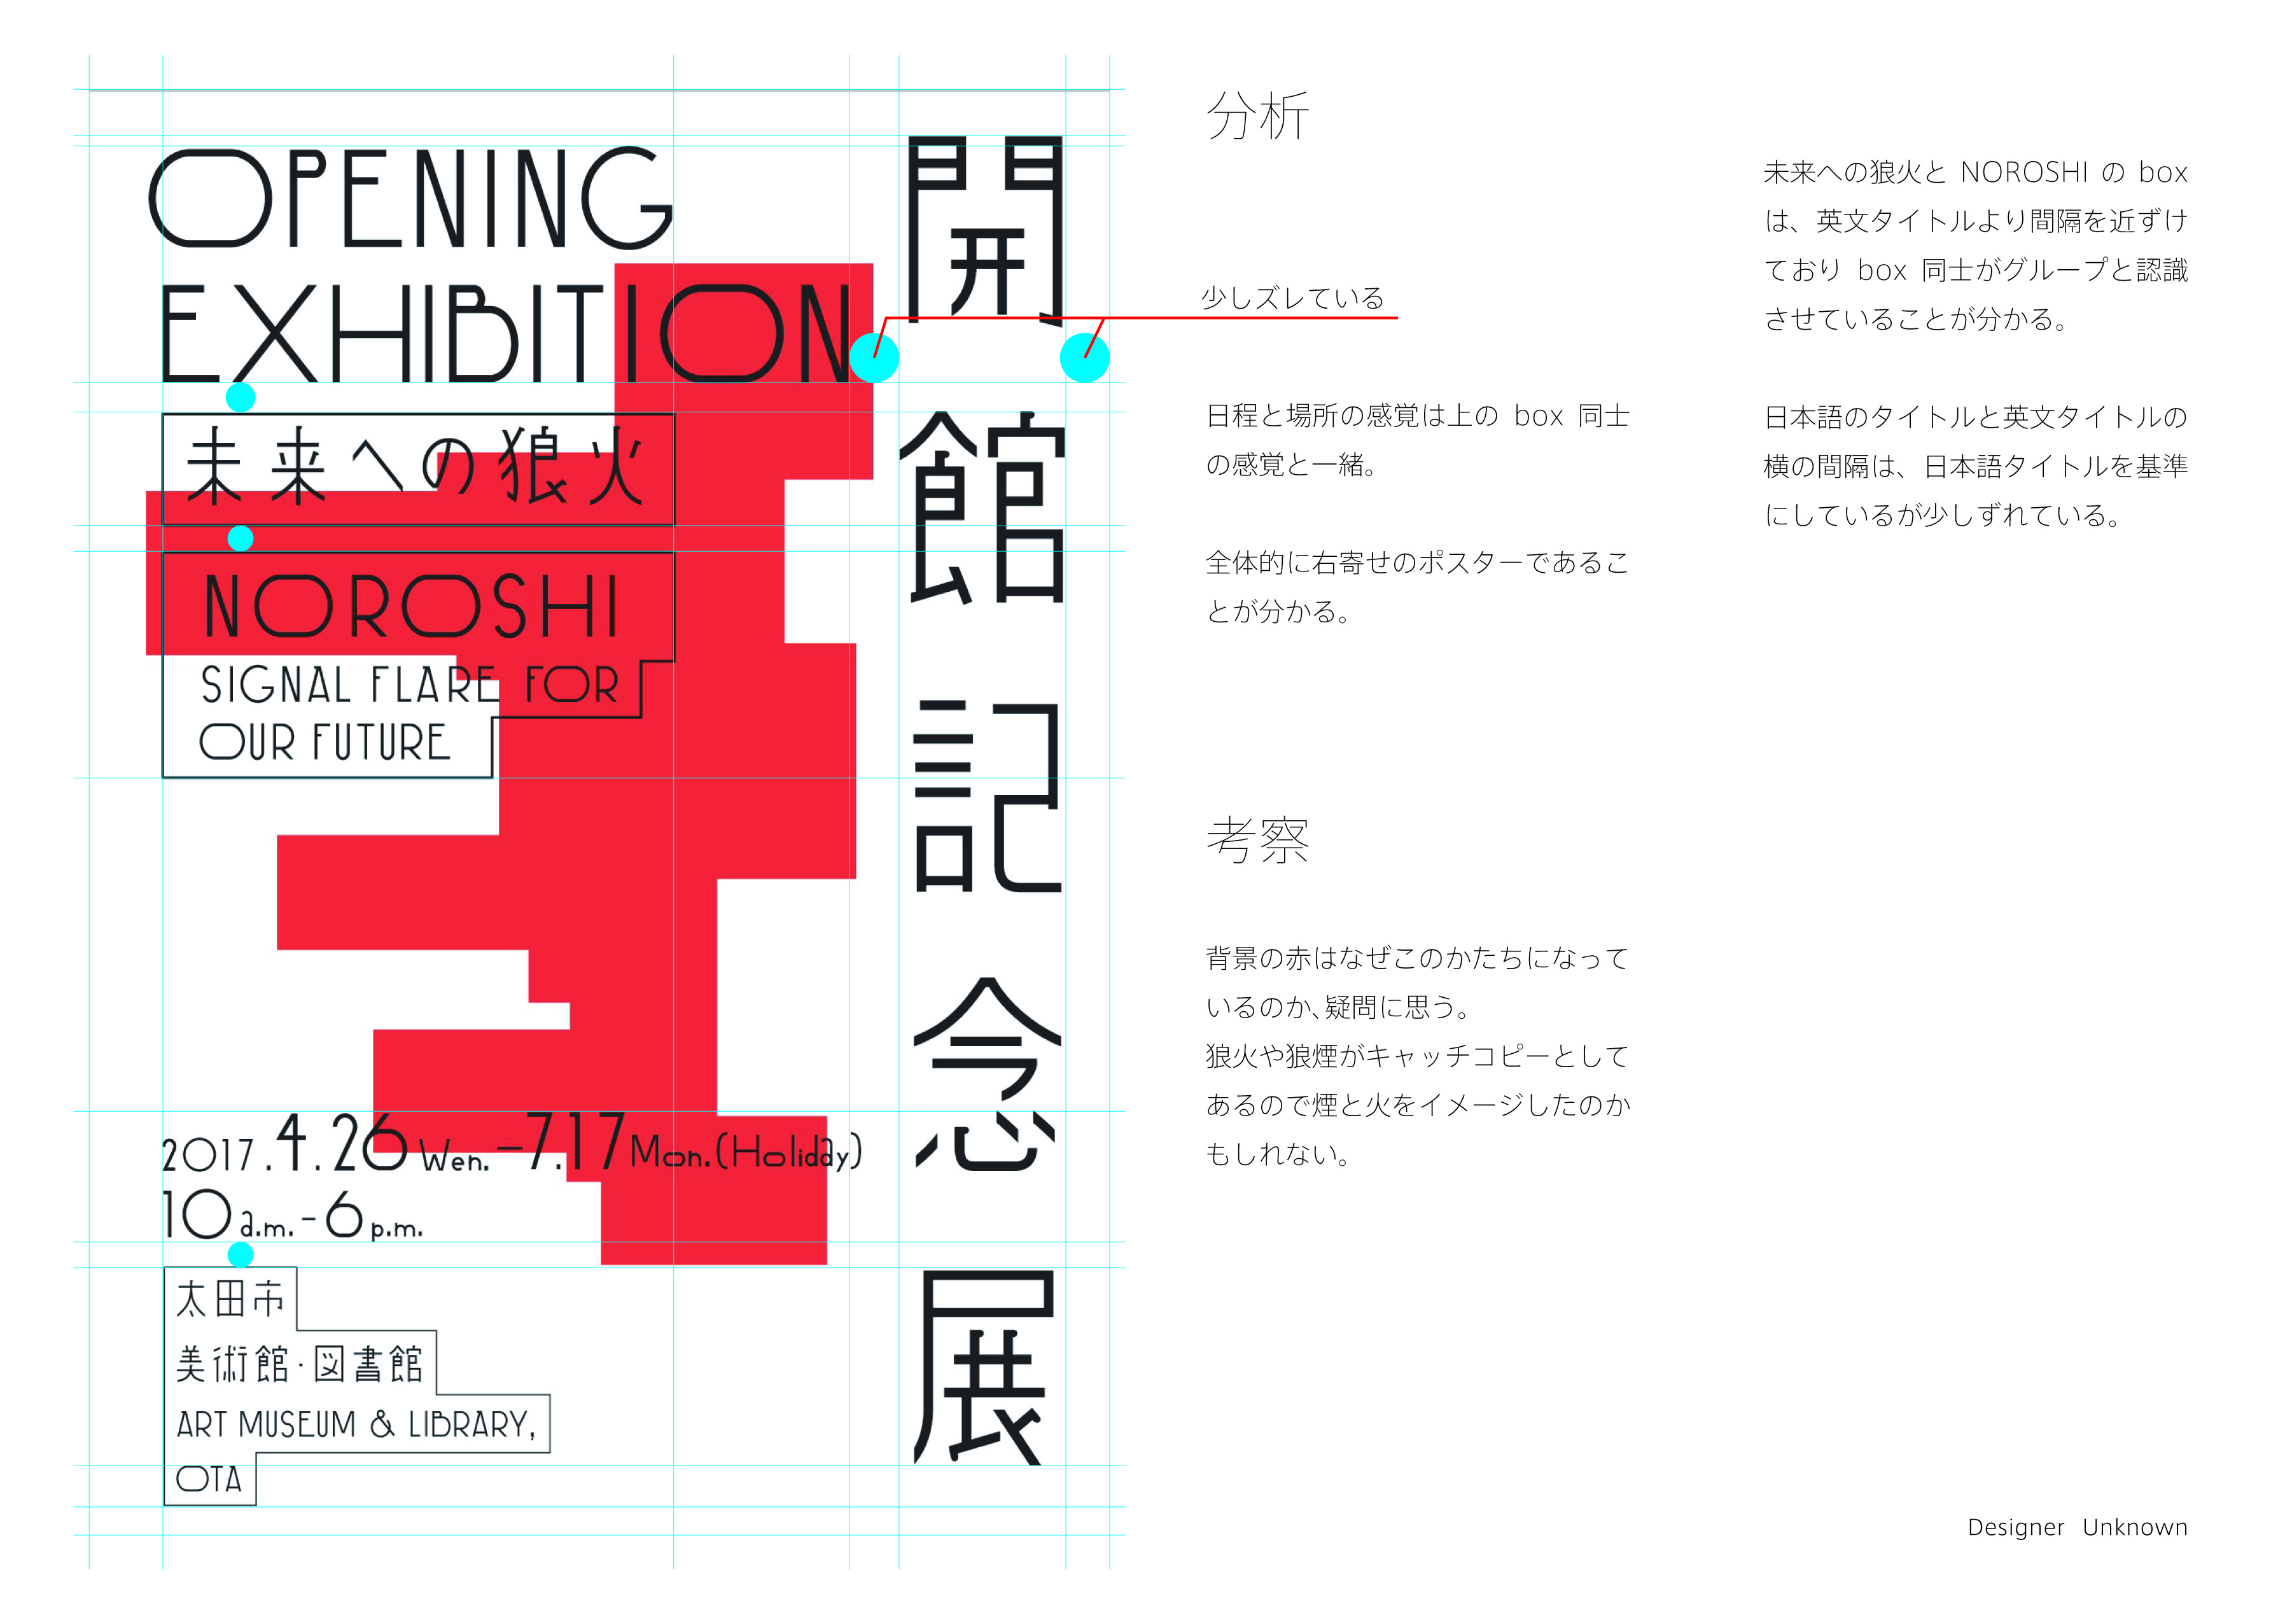 OPENING
EXHIBITION
未来への狼火
NOROSHI
SIGNAL FLARE FOR
OUR FUTURE
2017.4.26 Wen.–7.17 Mon.(Holiday)
10a.m.-6p.m.
太田市
美術館·図書館
ART MUSEUM & LIBRARY,
OTA
開館記念展
分析
少しズレている
日程と場所の感覚は上の box 同士
の感覚と一緒。
全体的に右寄せのポスターであるこ
とが分かる。
考察
背景の赤はなぜこのかたちになって
いるのか、疑問に思う。
狼火や狼煙がキャッチコピーとして
あるので煙と火をイメージしたのか
もしれない。
未来への狼火と NOROSHI の box
は、英文タイトルより間隔を近ずけ
ており box 同士がグループと認識
させていることが分かる。
日本語のタイトルと英文タイトルの
横の間隔は、日本語タイトルを基準
にしているが少しずれている。
Designer Unknown